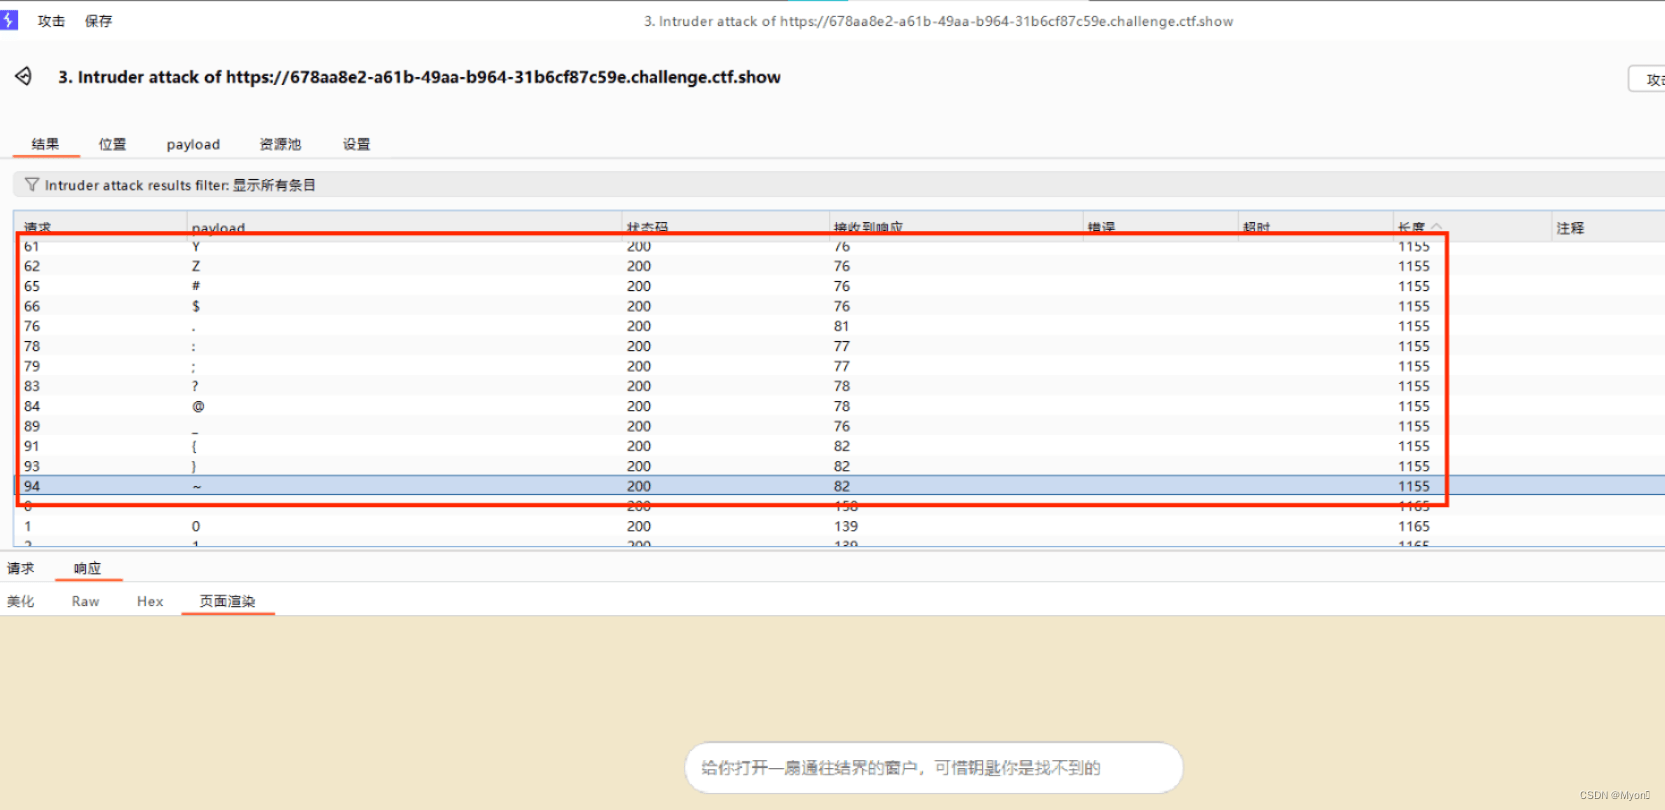 攻击 保存 3. Intruder attack of https://678aa8e2-a61b-49aa-b964-31b6cf87c59e.challenge.ctf.show
3. Intruder attack of https://678aa8e2-a61b-49aa-b964-31b6cf87c59e.challenge.ctf.show 攻击
结果 位置 payload 资源池 设置
Intruder attack results filter: 显示所有条目
请求 payload 状态码 接收到响应 错误 超时 长度 注释
61 Y 200 76 1155
62 Z 200 76 1155
65 # 200 76 1155
66 $ 200 76 1155
76 . 200 81 1155
78 : 200 77 1155
79 ; 200 77 1155
83 ? 200 78 1155
84 @ 200 78 1155
89 _ 200 76 1155
91 { 200 82 1155
93 } 200 82 1155
94 ~ 200 82 1155
0 200 158 1165
1 0 200 139 1165
2 1 200 139 1165
请求 响应
美化 Raw Hex 页面渲染
给你打开一扇通往结界的窗户，可惜钥匙你是找不到的
CSDN @Myon